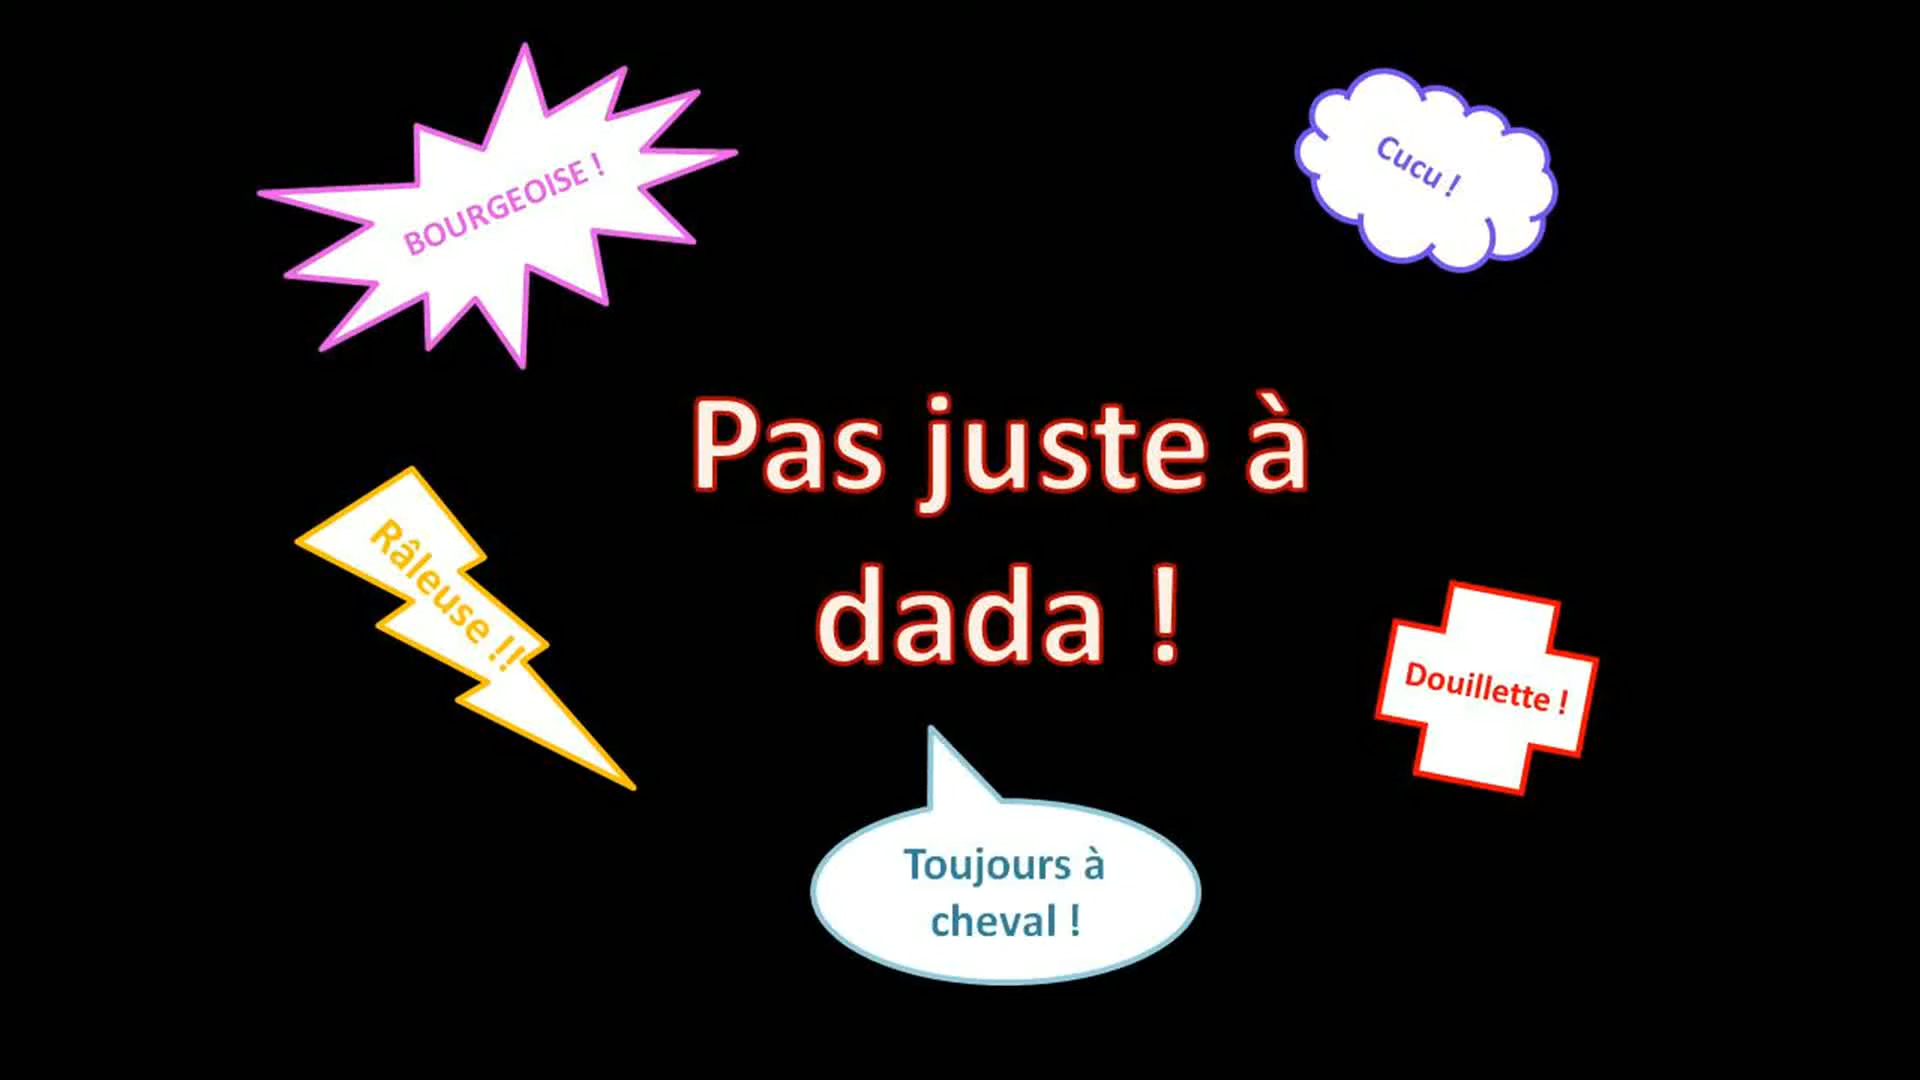 BOURGEOISE !
Cucu !
Pas juste à
dada !
Râleuse !!
Douillette !
Toujours à
cheval !